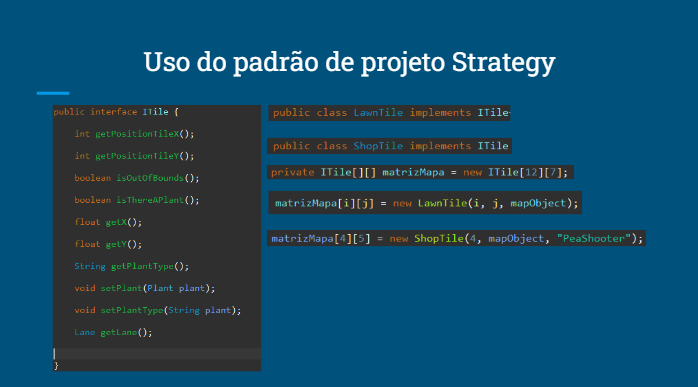 Uso do padrão de projeto Strategy
public interface ITile {
int getPositionTileX();
int getPositionTileY();
boolean isOutOfBounds();
boolean isThereAPlant();
float getX();
float getY();
String getPlantType();
void setPlant(Plant plant);
void setPlantType(String plant);
Lane getLane();
}
public class LawnTile implements ITile
public class ShopTile implements ITile
private ITile[][] matrizMapa = new ITile[12][7];
matrizMapa[i][j] = new LawnTile(i, j, mapObject);
matrizMapa[4][5] = new ShopTile(4, mapObject, "PeaShooter");